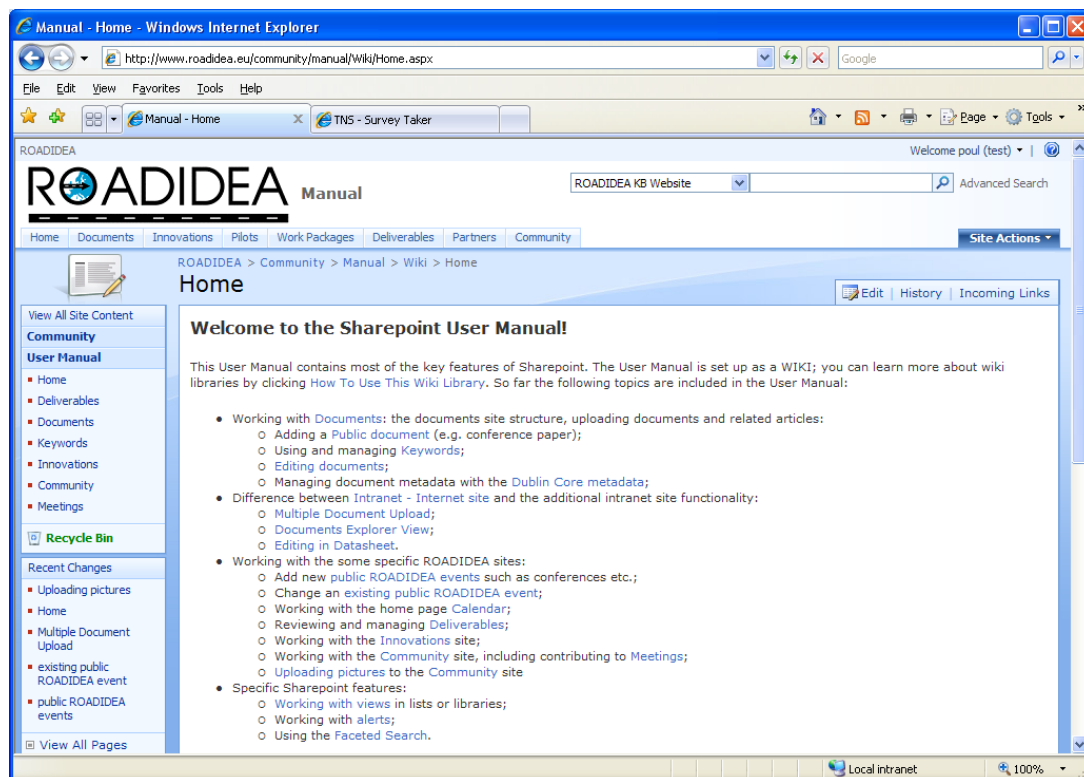 Manual - Home - Windows Internet Explorer
http://www.roadidea.eu/community/manual/Wiki/Home.aspx
Google
File Edit View Favorites Tools Help
Manual - Home
TNS - Survey Taker
Page
Tools
»
ROADIDEA
Welcome poul (test)
ROADIDEA Manual
ROADIDEA KB Website
Advanced Search
Home Documents Innovations Pilots Work Packages Deliverables Partners Community
Site Actions
ROADIDEA > Community > Manual > Wiki > Home
Home
Edit | History | Incoming Links
View All Site Content
Community
User Manual
Home
Deliverables
Documents
Keywords
Innovations
Community
Meetings
Recycle Bin
Recent Changes
Uploading pictures
Home
Multiple Document
Upload
existing public
ROADIDEA event
public ROADIDEA
events
View All Pages
Welcome to the Sharepoint User Manual!
This User Manual contains most of the key features of Sharepoint. The User Manual is set up as a WIKI; you can learn more about wiki
libraries by clicking How To Use This Wiki Library. So far the following topics are included in the User Manual:
• Working with Documents: the documents site structure, uploading documents and related articles:
o Adding a Public document (e.g. conference paper);
o Using and managing Keywords;
o Editing documents;
o Managing document metadata with the Dublin Core metadata;
• Difference between Intranet - Internet site and the additional intranet site functionality:
o Multiple Document Upload;
o Documents Explorer View;
o Editing in Datasheet.
• Working with the some specific ROADIDEA sites:
o Add new public ROADIDEA events such as conferences etc.;
o Change an existing public ROADIDEA event;
o Working with the home page Calendar;
o Reviewing and managing Deliverables;
o Working with the Innovations site;
o Working with the Community site, including contributing to Meetings;
o Uploading pictures to the Community site
• Specific Sharepoint features:
o Working with views in lists or libraries;
o Working with alerts;
o Using the Faceted Search.
Local intranet
100%